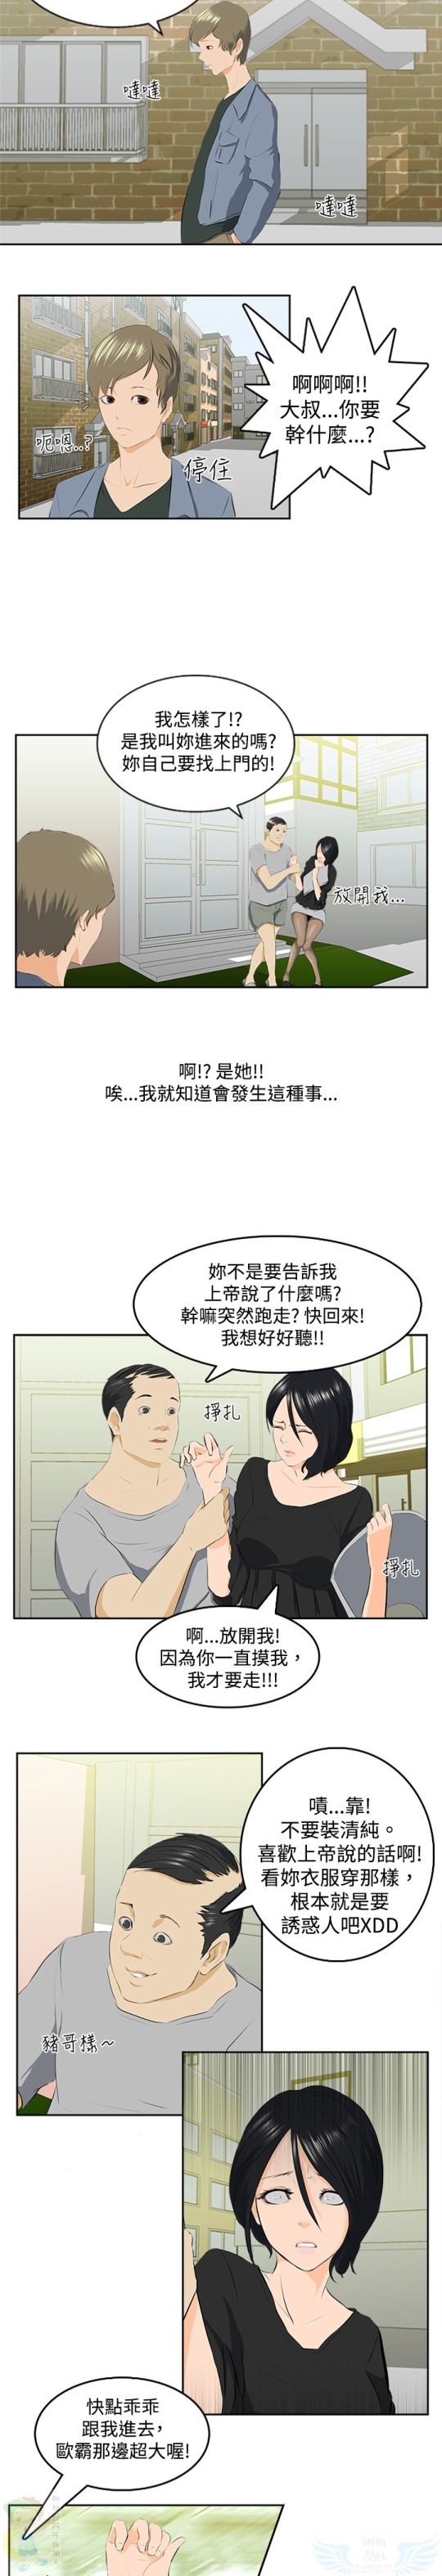 噠噠
噠噠
啊啊啊!!
大叔...你要
幹什麼...?
呃嗯..?
停住
我怎樣了!?
是我叫妳進來的嗎?
妳自己要找上門的!
放開我...
啊!? 是她!!
唉...我就知道會發生這種事...
妳不是要告訴我
上帝說了什麼嗎?
幹嘛突然跑走? 快回來!
我想好好聽!!
掙扎
掙扎
啊...放開我!
因為你一直摸我，
我才要走!!!
嘖...靠!
不要裝清純。
喜歡上帝說的話啊!
看妳衣服穿那樣，
根本就是要
誘惑人吧XDD
豬哥樣～
快點乖乖
跟我進去,
歐霸那邊超大喔!